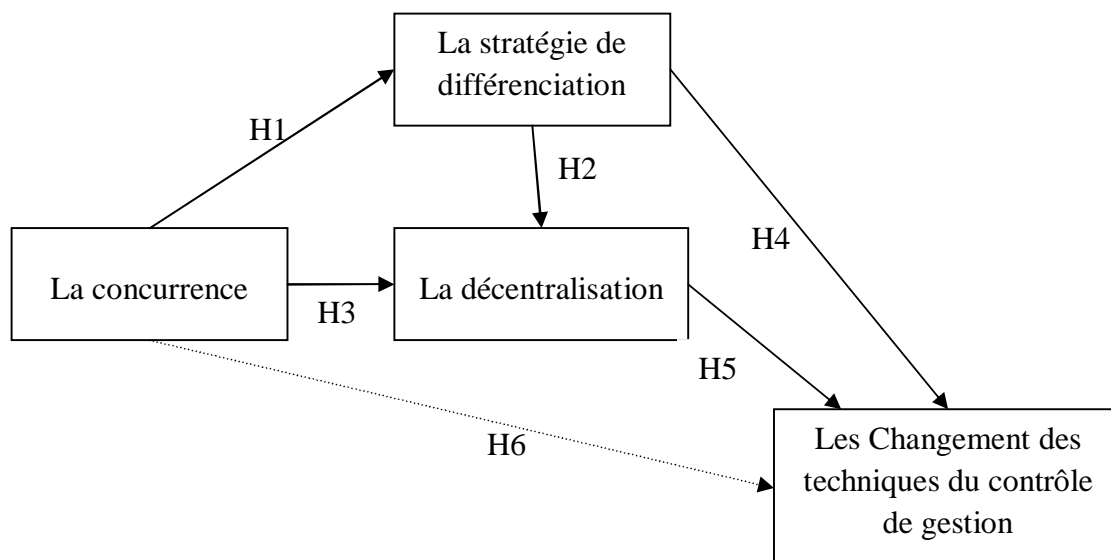 La stratégie de
différenciation
H1
H2
H4
La concurrence
H3
La décentralisation
H5
H6
Les Changement des
techniques du contrôle
de gestion